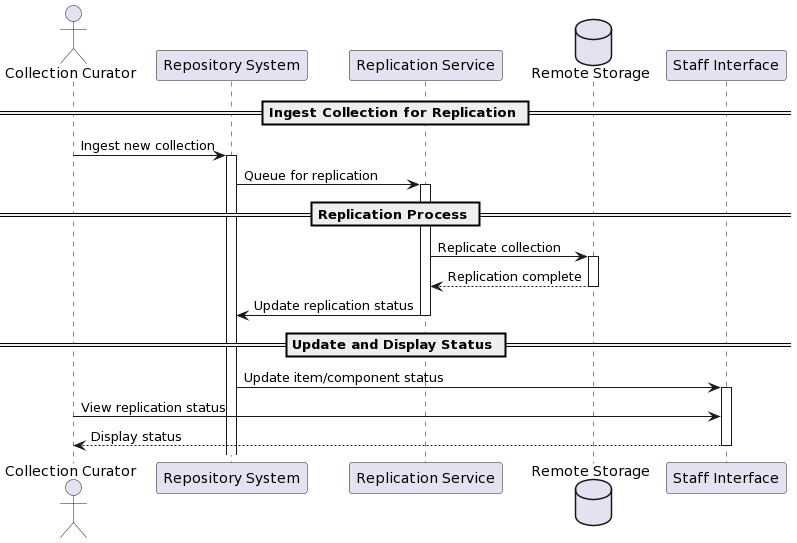 Collection Curator
Repository System
Replication Service
Remote Storage
Staff Interface
Ingest Collection for Replication
Ingest new collection
Queue for replication
Replication Process
Replicate collection
Replication complete
Update replication status
Update and Display Status
Update item/component status
View replication status
Display status
Collection Curator
Repository System
Replication Service
Remote Storage
Staff Interface